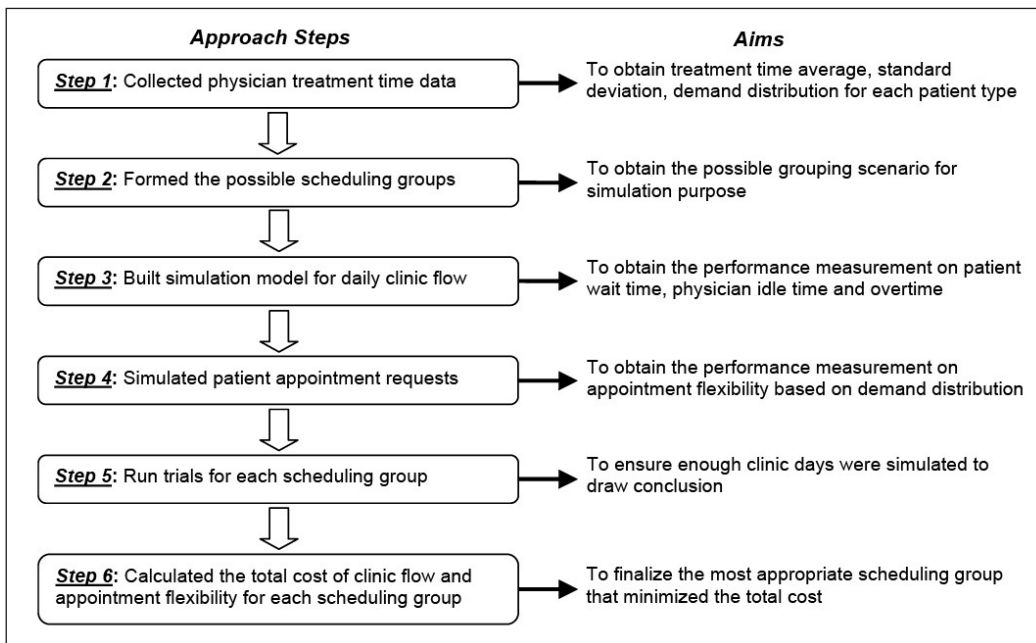 Approach Steps
Aims
Step 1: Collected physician treatment time data
To obtain treatment time average, standard
deviation, demand distribution for each patient type
Step 2: Formed the possible scheduling groups
To obtain the possible grouping scenario for
simulation purpose
Step 3: Built simulation model for daily clinic flow
To obtain the performance measurement on patient
wait time, physician idle time and overtime
Step 4: Simulated patient appointment requests
To obtain the performance measurement on
appointment flexibility based on demand distribution
Step 5: Run trials for each scheduling group
To ensure enough clinic days were simulated to
draw conclusion
Step 6: Calculated the total cost of clinic flow and
appointment flexibility for each scheduling group
To finalize the most appropriate scheduling group
that minimized the total cost